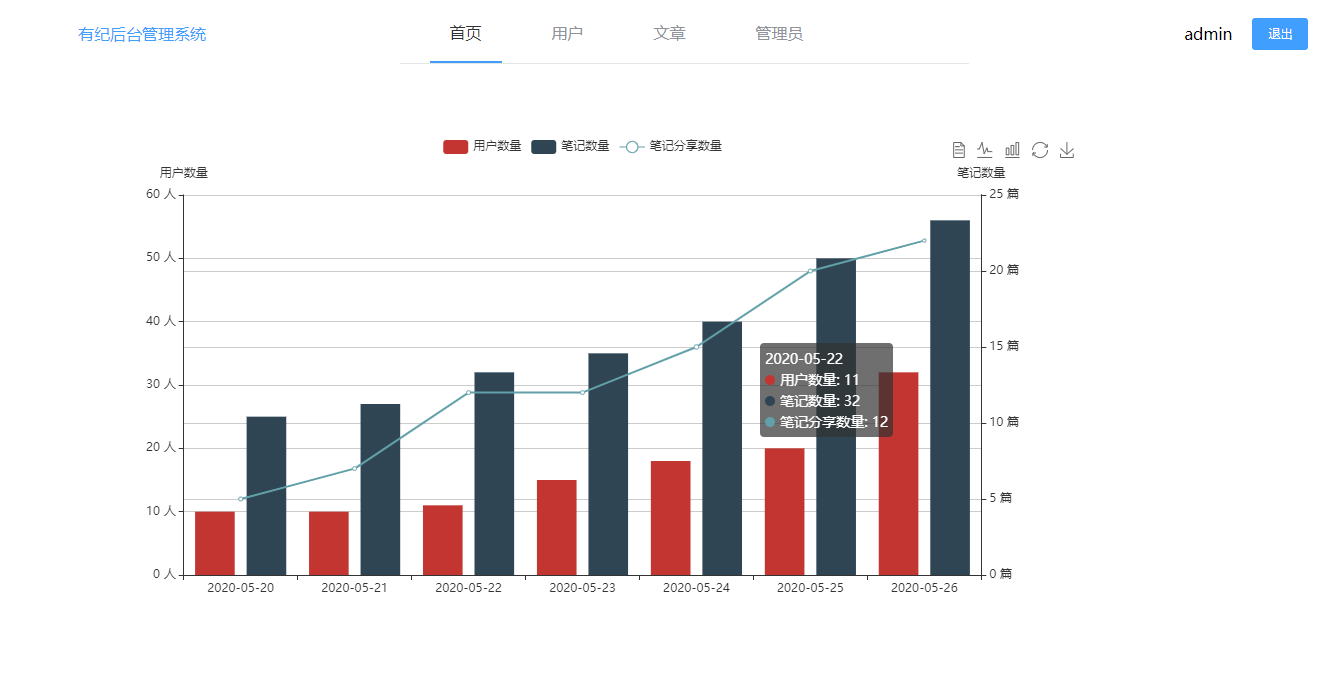 有纪后台管理系统
首页 用户 文章 管理员
admin 退出
用户数量 笔记数量 笔记分享数量
用户数量 笔记数量
60 人
50 人
40 人
30 人
20 人
10 人
0 人
25 篇
20 篇
15 篇
10 篇
5 篇
0 篇
2020-05-22
用户数量: 11
笔记数量: 32
笔记分享数量: 12
2020-05-20 2020-05-21 2020-05-22 2020-05-23 2020-05-24 2020-05-25 2020-05-26